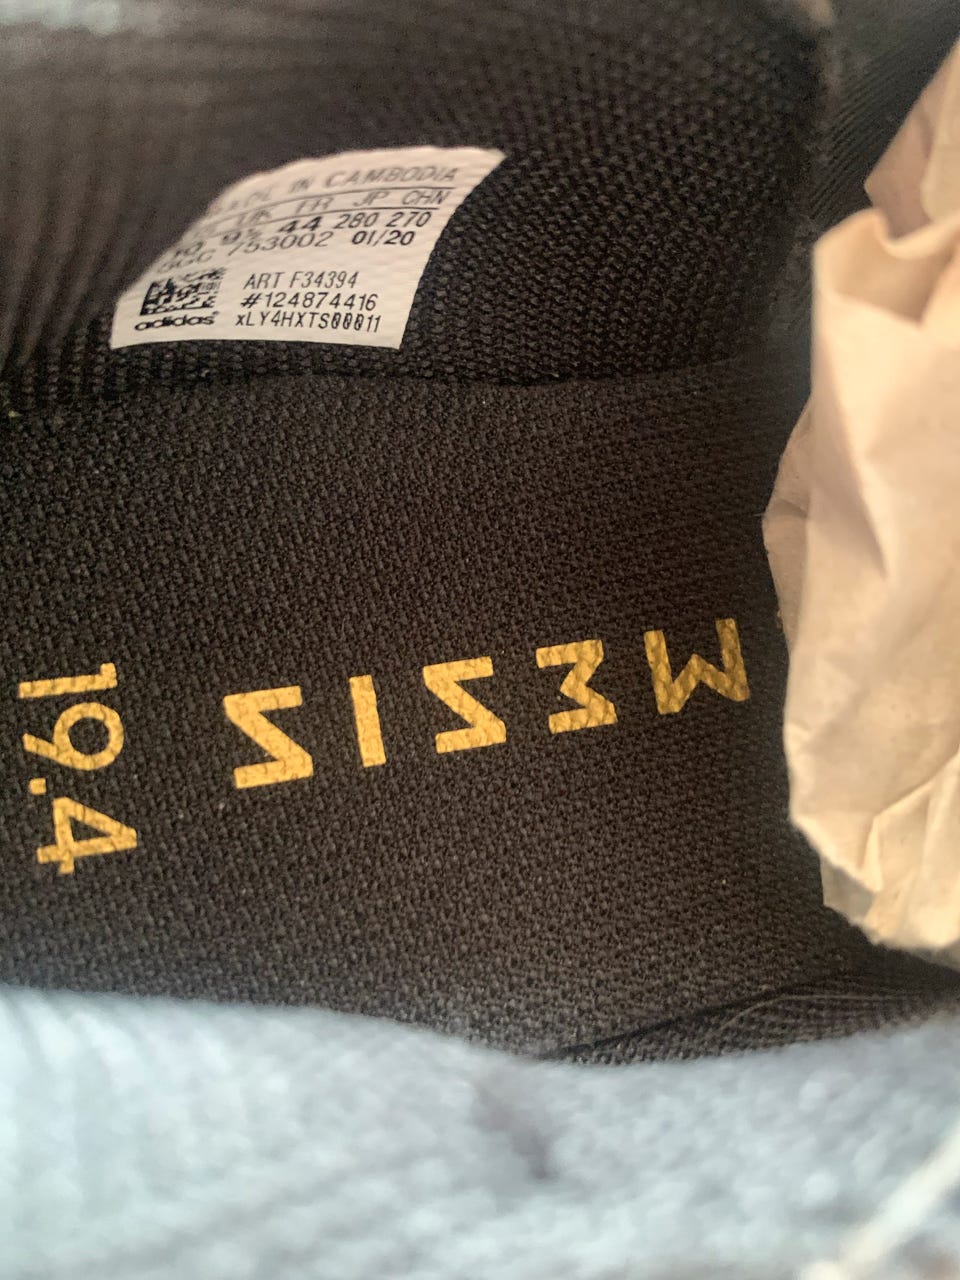 IN CAMBODIA
UK FR JP CHN
10 9½ 44 280 270
753002 01/20
ART F34394
#124874416
xLY4HXTS00011
adidas
19.4